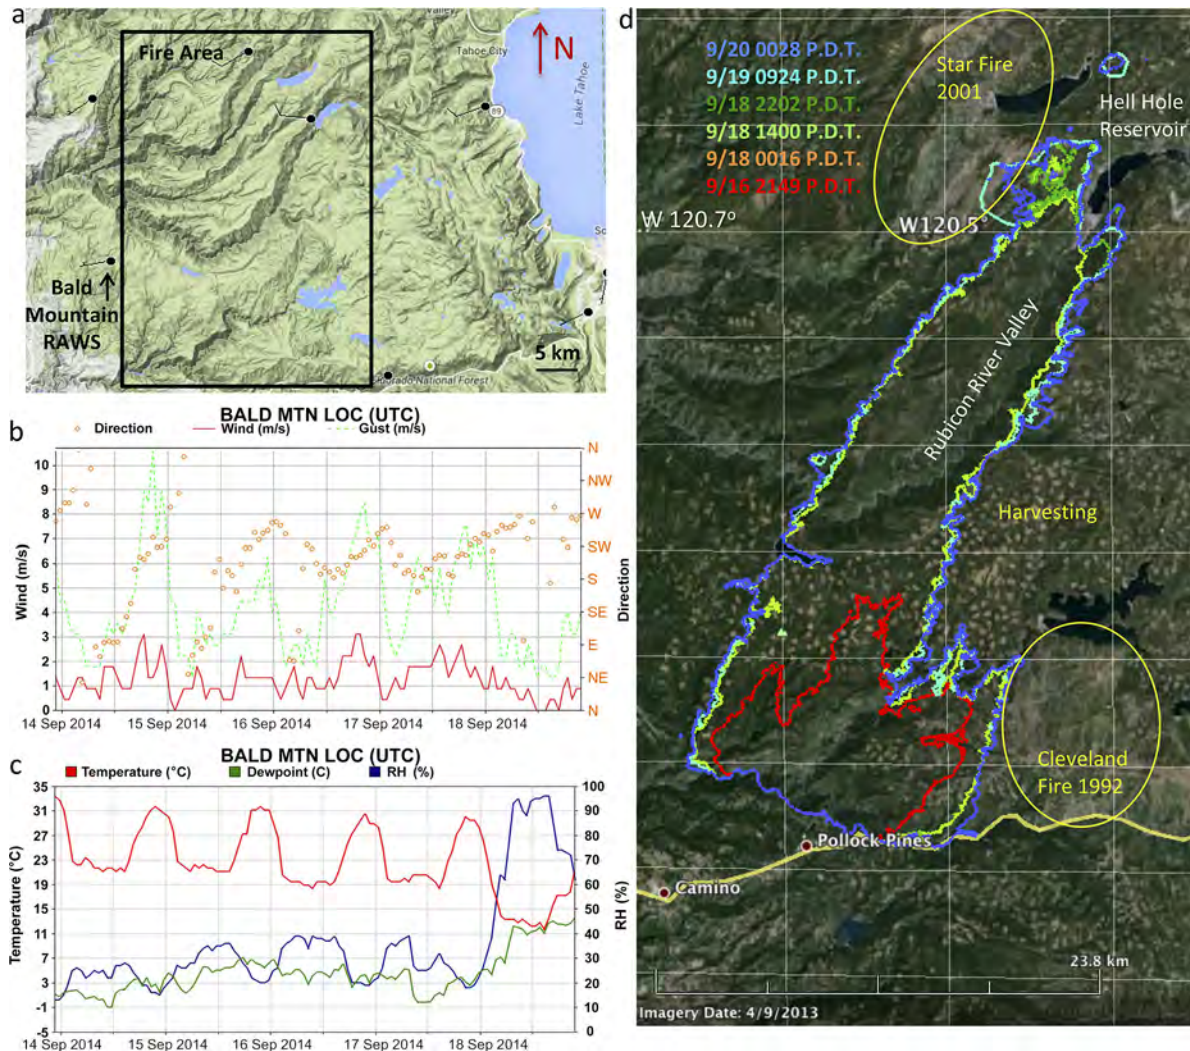 a
Fire Area
Valley
Tahoe City
N
89
Lake Tahoe
Bald
Mountain
RAWS
5 km
National Forest
b
BALD MTN LOC (UTC)
Direction
Wind (m/s)
Gust (m/s)
10
9
8
7
6
5
4
3
2
1
0
Wind (m/s)
N
NW
W
SW
S
SE
E
NE
N
Direction
14 Sep 2014
15 Sep 2014
16 Sep 2014
17 Sep 2014
18 Sep 2014
c
BALD MTN LOC (UTC)
Temperature (°C)
Dewpoint (C)
RH (%)
35
31
27
23
19
15
11
7
3
-1
-5
Temperature (°C)
100
90
80
70
60
50
40
30
20
10
0
RH (%)
14 Sep 2014
15 Sep 2014
16 Sep 2014
17 Sep 2014
18 Sep 2014
d
9/20 0028 P.D.T.
9/19 0924 P.D.T.
9/18 2202 P.D.T.
9/18 1400 P.D.T.
9/18 0016 P.D.T.
9/16 2149 P.D.T.
Star Fire
2001
Hell Hole
Reservoir
W 120.7°
W120.5°
Rubicon River Valley
Harvesting
Cleveland
Fire 1992
Pollock Pines
Camino
23.8 km
Imagery Date: 4/9/2013